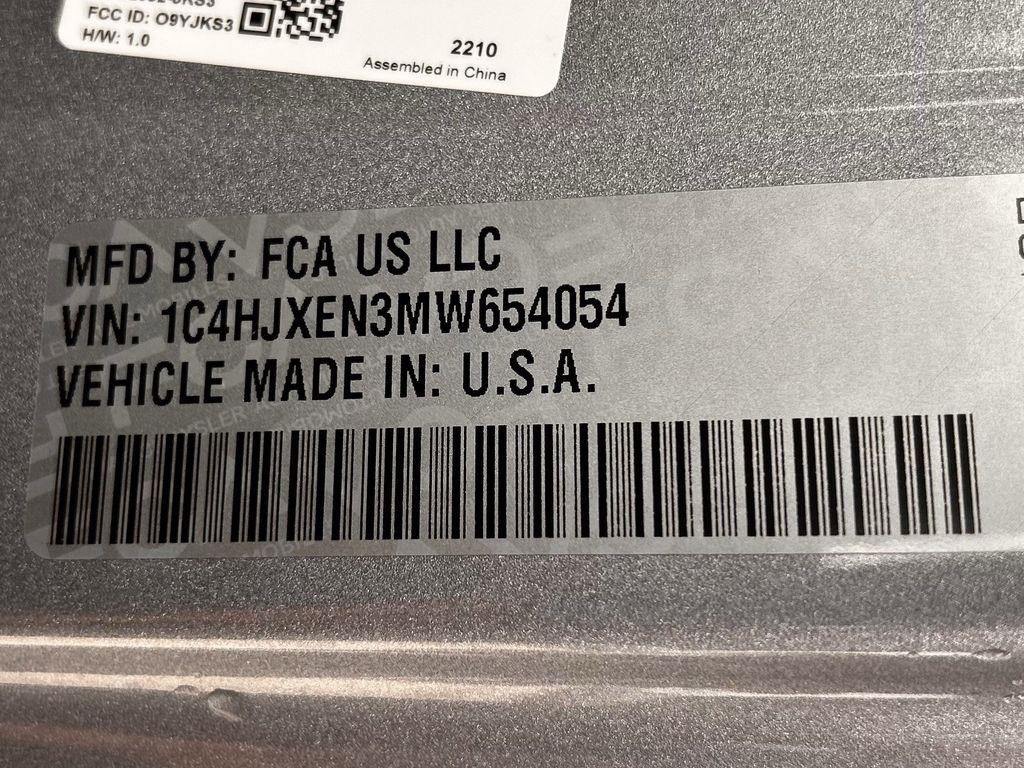 FCC ID: O9YJKS3
H/W: 1.0
2210
Assembled in China
MFD BY: FCA US LLC
VIN: 1C4HJXEN3MW654054
VEHICLE MADE IN: U.S.A.